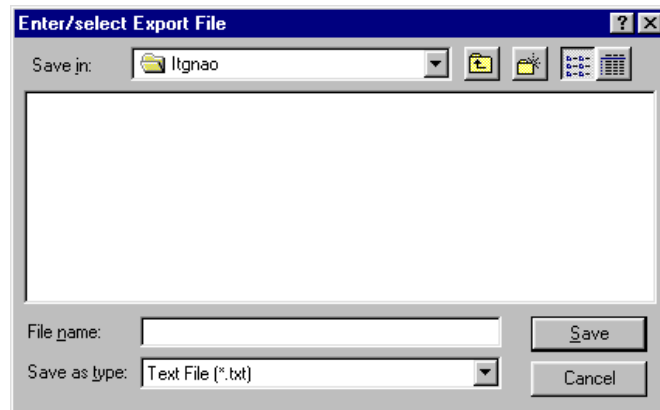 Enter/select Export File
Save in: ltgnao
File name:
Save
Save as type: Text File (*.txt)
Cancel